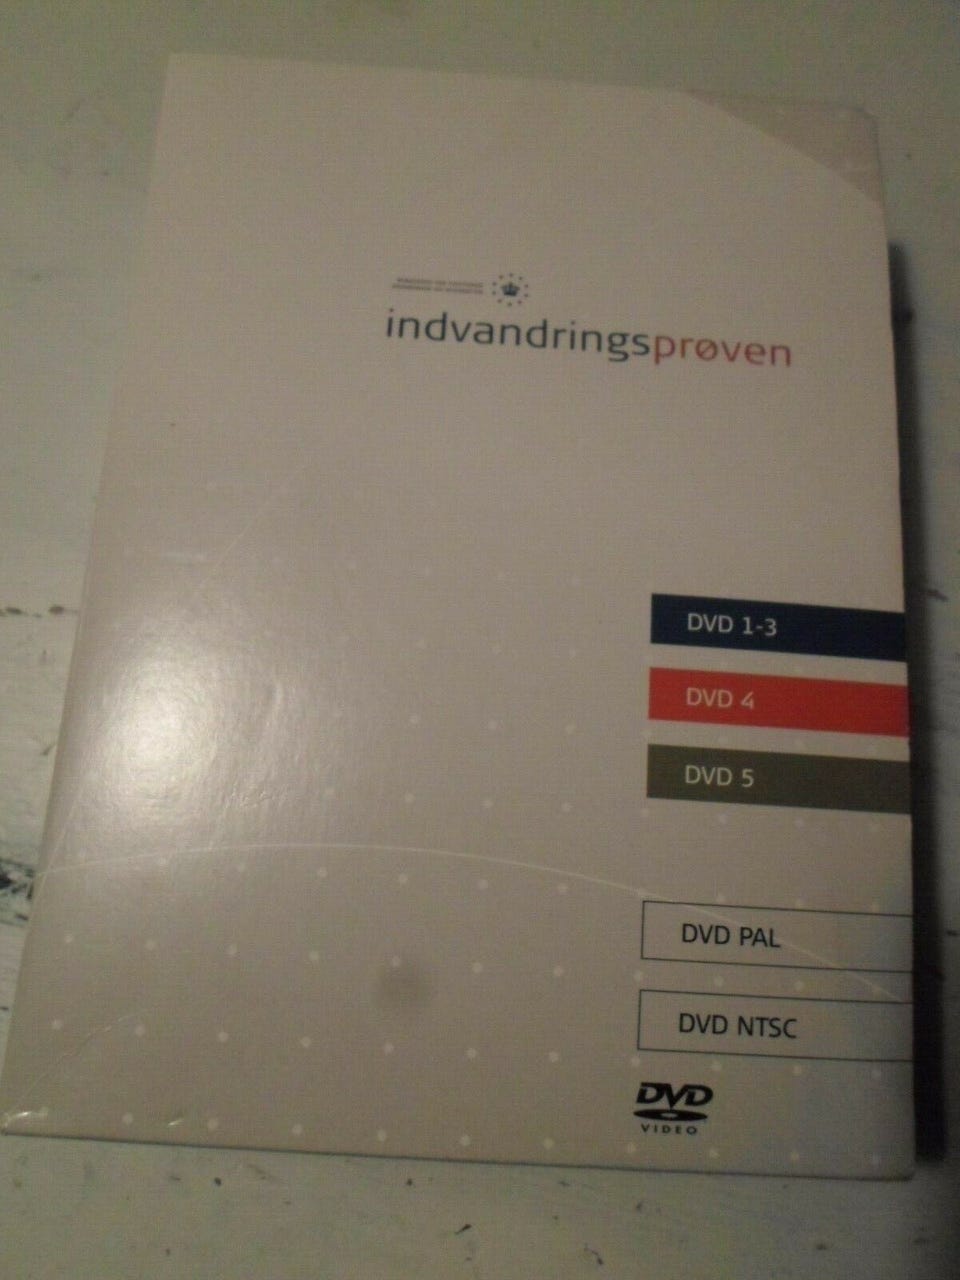 indvandringsprøven
DVD 1-3
DVD 4
DVD 5
DVD PAL
DVD NTSC
DVD
VIDEO